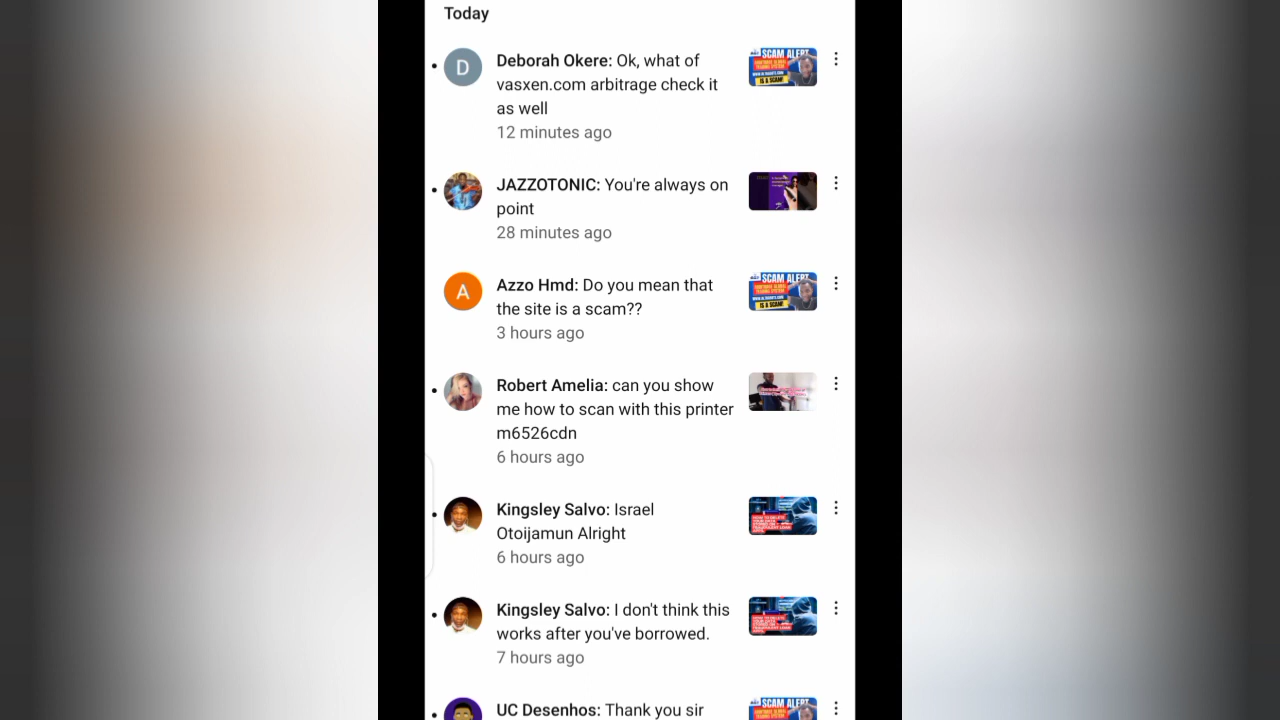 Today
Deborah Okere: Ok, what of
vasxen.com arbitrage check it
as well
12 minutes ago
SCAM ALERT
IS A SCAM!
JAZZOTONIC: You're always on
point
28 minutes ago
Azzo Hmd: Do you mean that
the site is a scam??
3 hours ago
SCAM ALERT
IS A SCAM!
Robert Amelia: can you show
me how to scan with this printer
m6526cdn
6 hours ago
Kingsley Salvo: Israel
Otoijamun Alright
6 hours ago
Kingsley Salvo: I don't think this
works after you've borrowed.
7 hours ago
UC Desenhos: Thank you sir
SCAM ALERT
D
A